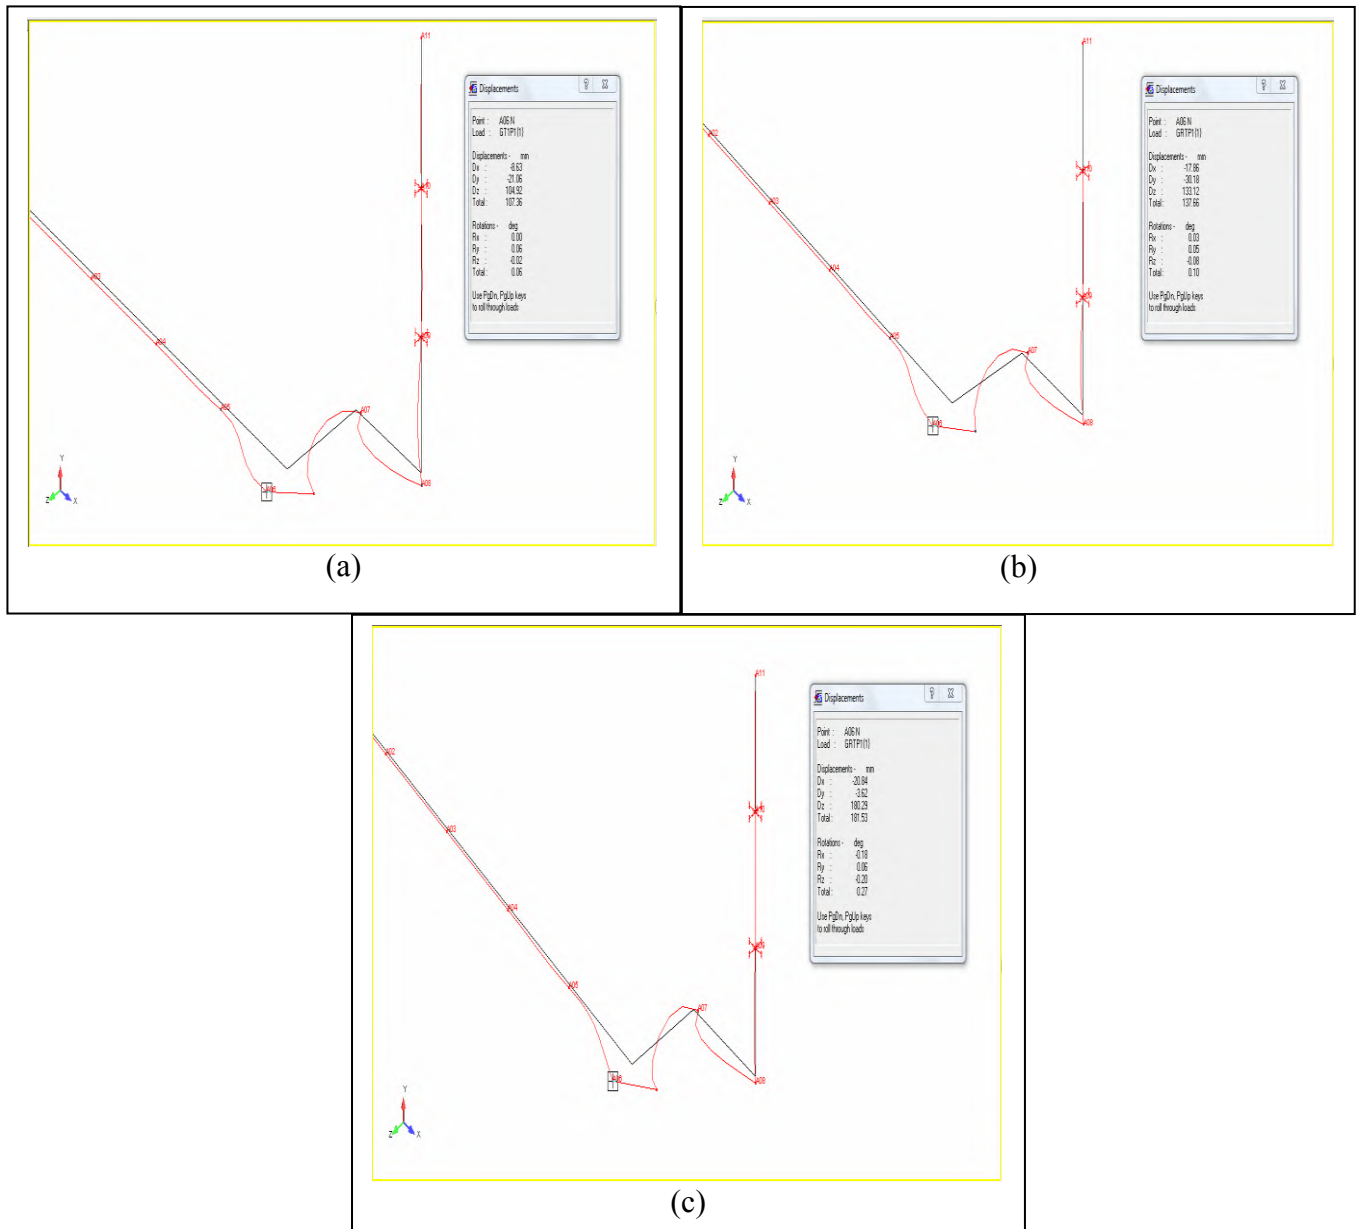 A11
A10
A09
A03
A04
A05
A06
A07
A08
Y
Z
X
Displacements
?
X
Point : A06 N
Load : GT1P1{1}
Displacements - mm
Dx : -8.63
Dy : -21.06
Dz : 104.92
Total : 107.36
Rotations - deg
Rx : 0.00
Ry : 0.06
Rz : -0.02
Total : 0.06
Use PgDn, PgUp keys
to roll through loads
(a)
A11
A02
A03
A04
A05
A06
A07
A08
Y
Z
X
Displacements
?
X
Point : A06 N
Load : GRTP1{1}
Displacements - mm
Dx : -17.86
Dy : -30.18
Dz : 133.12
Total : 137.66
Rotations - deg
Rx : 0.03
Ry : 0.05
Rz : -0.08
Total : 0.10
Use PgDn, PgUp keys
to roll through loads
(b)
A11
A02
A03
A04
A05
A06
A07
A08
Y
Z
X
Displacements
?
X
Point : A06 N
Load : GRTP1{1}
Displacements - mm
Dx : -20.84
Dy : -3.62
Dz : 180.29
Total : 181.53
Rotations - deg
Rx : -0.18
Ry : 0.06
Rz : -0.20
Total : 0.27
Use PgDn, PgUp keys
to roll through loads
(c)